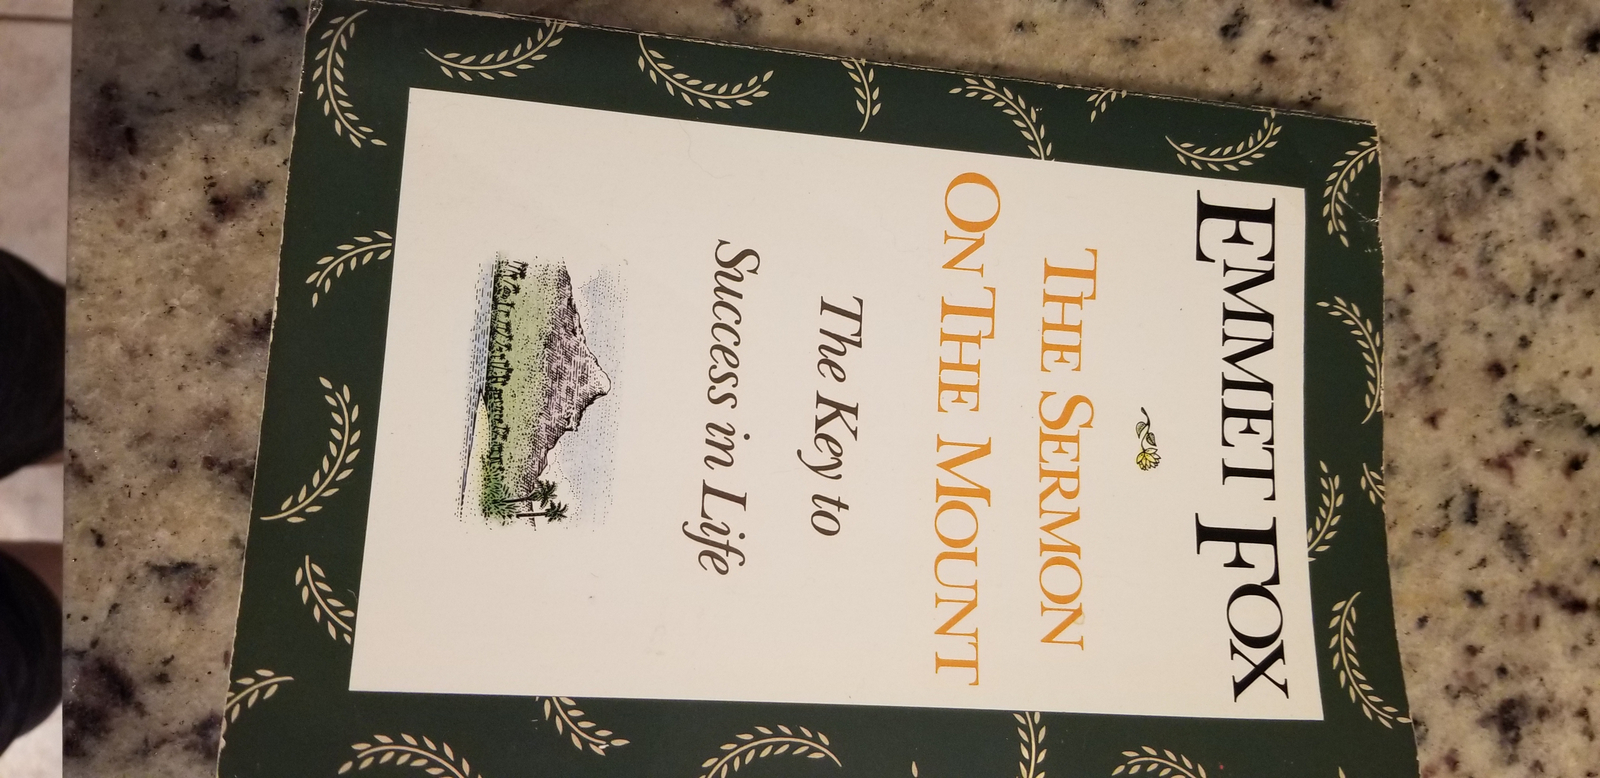 EMMET FOX
THE SERMON
ON THE MOUNT
The Key to
Success in Life